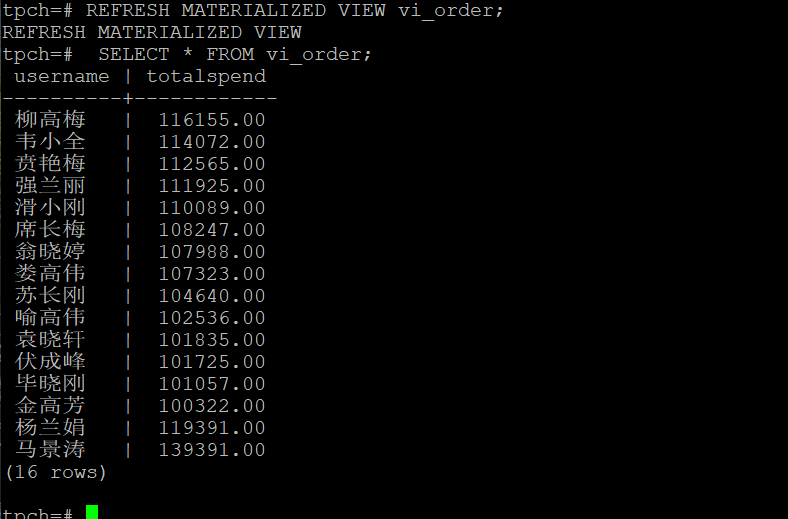 tpch=# REFRESH MATERIALIZED VIEW vi_order;
REFRESH MATERIALIZED VIEW
tpch=#  SELECT * FROM vi_order;
 username | totalspend
----------+------------
 柳高梅   |  116155.00
 韦小全   |  114072.00
 贲艳梅   |  112565.00
 强兰丽   |  111925.00
 滑小刚   |  110089.00
 席长梅   |  108247.00
 翁晓婷   |  107988.00
 娄高伟   |  107323.00
 苏长刚   |  104640.00
 喻高伟   |  102536.00
 袁晓轩   |  101835.00
 伏成峰   |  101725.00
 毕晓刚   |  101057.00
 金高芳   |  100322.00
 杨兰娟   |  119391.00
 马景涛   |  139391.00
(16 rows)
tpch=#